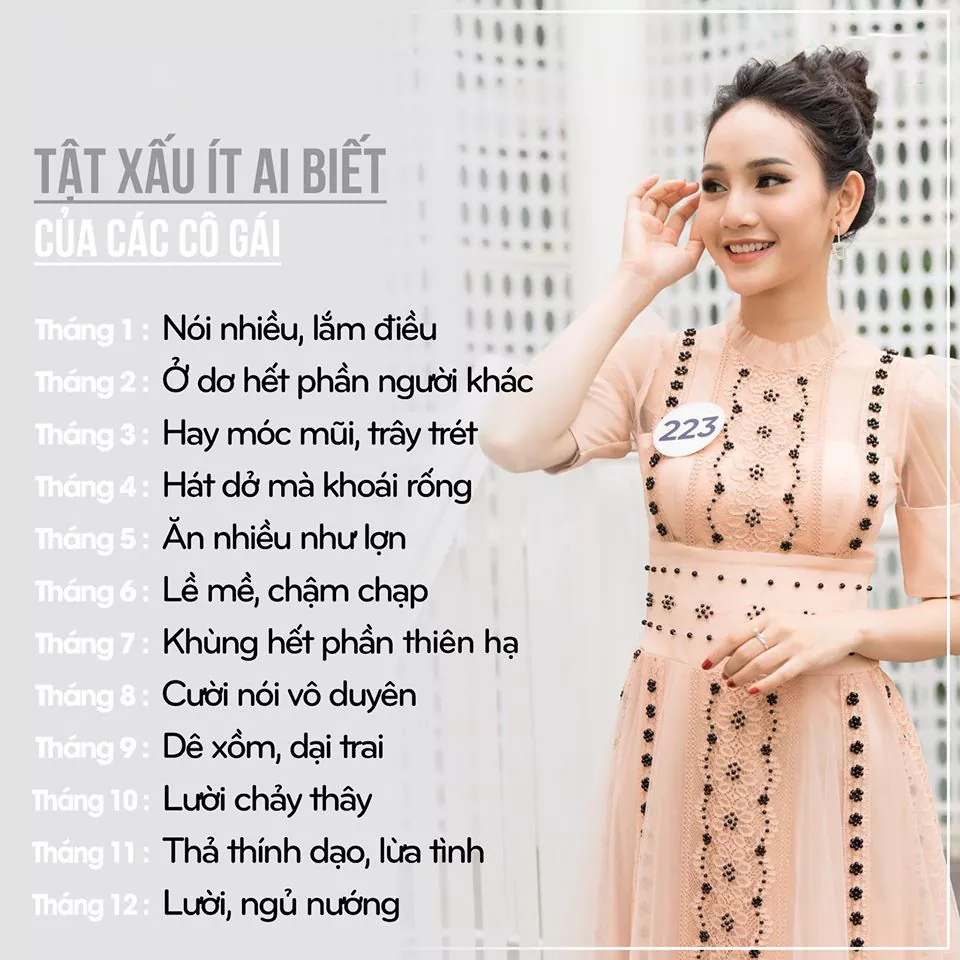 TẬT XẤU ÍT AI BIẾT
CỦA CÁC CÔ GÁI
Tháng 1 : Nói nhiều, lắm điều
Tháng 2 : Ở dơ hết phần người khác
Tháng 3 : Hay móc mũi, trây trét
Tháng 4 : Hát dở mà khoái rống
Tháng 5 : Ăn nhiều như lợn
Tháng 6 : Lề mề, chậm chạp
Tháng 7 : Khùng hết phần thiên hạ
Tháng 8 : Cười nói vô duyên
Tháng 9 : Dê xồm, dại trai
Tháng 10 : Lười chảy thây
Tháng 11 : Thả thính dạo, lừa tình
Tháng 12 : Lười, ngủ nướng
223